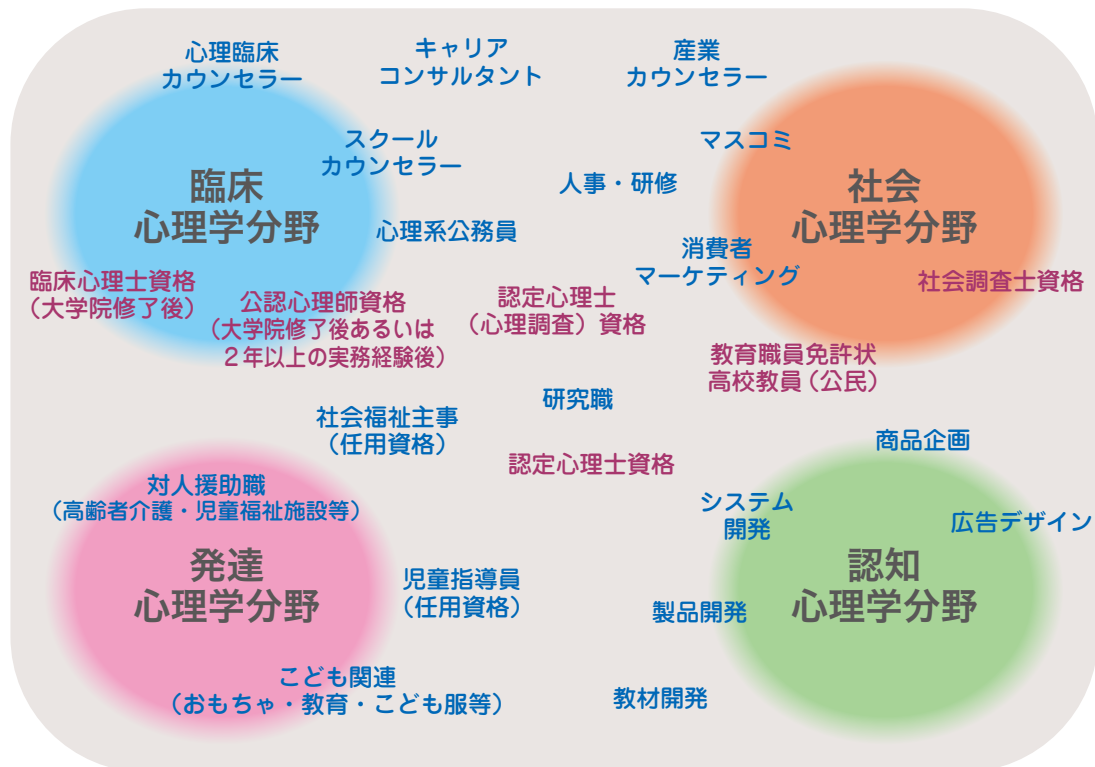 心理臨床
カウンセラー
キャリア
コンサルタント
産業
カウンセラー
スクール
カウンセラー
マスコミ
人事・研修
臨床
心理学分野
社会
心理学分野
心理系公務員
消費者
マーケティング
臨床心理士資格
（大学院修了後）
公認心理師資格
（大学院修了後あるいは
２年以上の実務経験後）
認定心理士
（心理調査）資格
社会調査士資格
教育職員免許状
高校教員（公民）
研究職
社会福祉主事
（任用資格）
認定心理士資格
商品企画
対人援助職
（高齢者介護・児童福祉施設等）
システム
開発
広告デザイン
発達
心理学分野
認知
心理学分野
児童指導員
（任用資格）
製品開発
こども関連
（おもちゃ・教育・こども服等）
教材開発